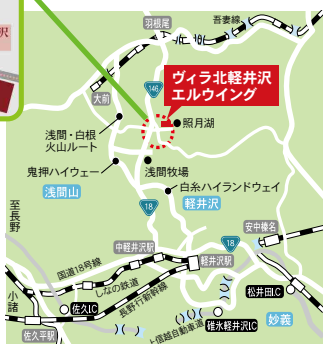 沢
羽根尾
吾妻線
146
ヴィラ北軽井沢
エルウイング
大前
照月湖
浅間・白根
火山ルート
鬼押ハイウェー
浅間牧場
浅間山
白糸ハイランドウェイ
18
軽井沢
至長野
安中榛名
中軽井沢駅
18
軽井沢駅
国道18号線
しなの鉄道
長野行新幹線
小諸
佐久IC
松井田IC
碓氷軽井沢IC
妙義
上信越自動車道
佐久平駅